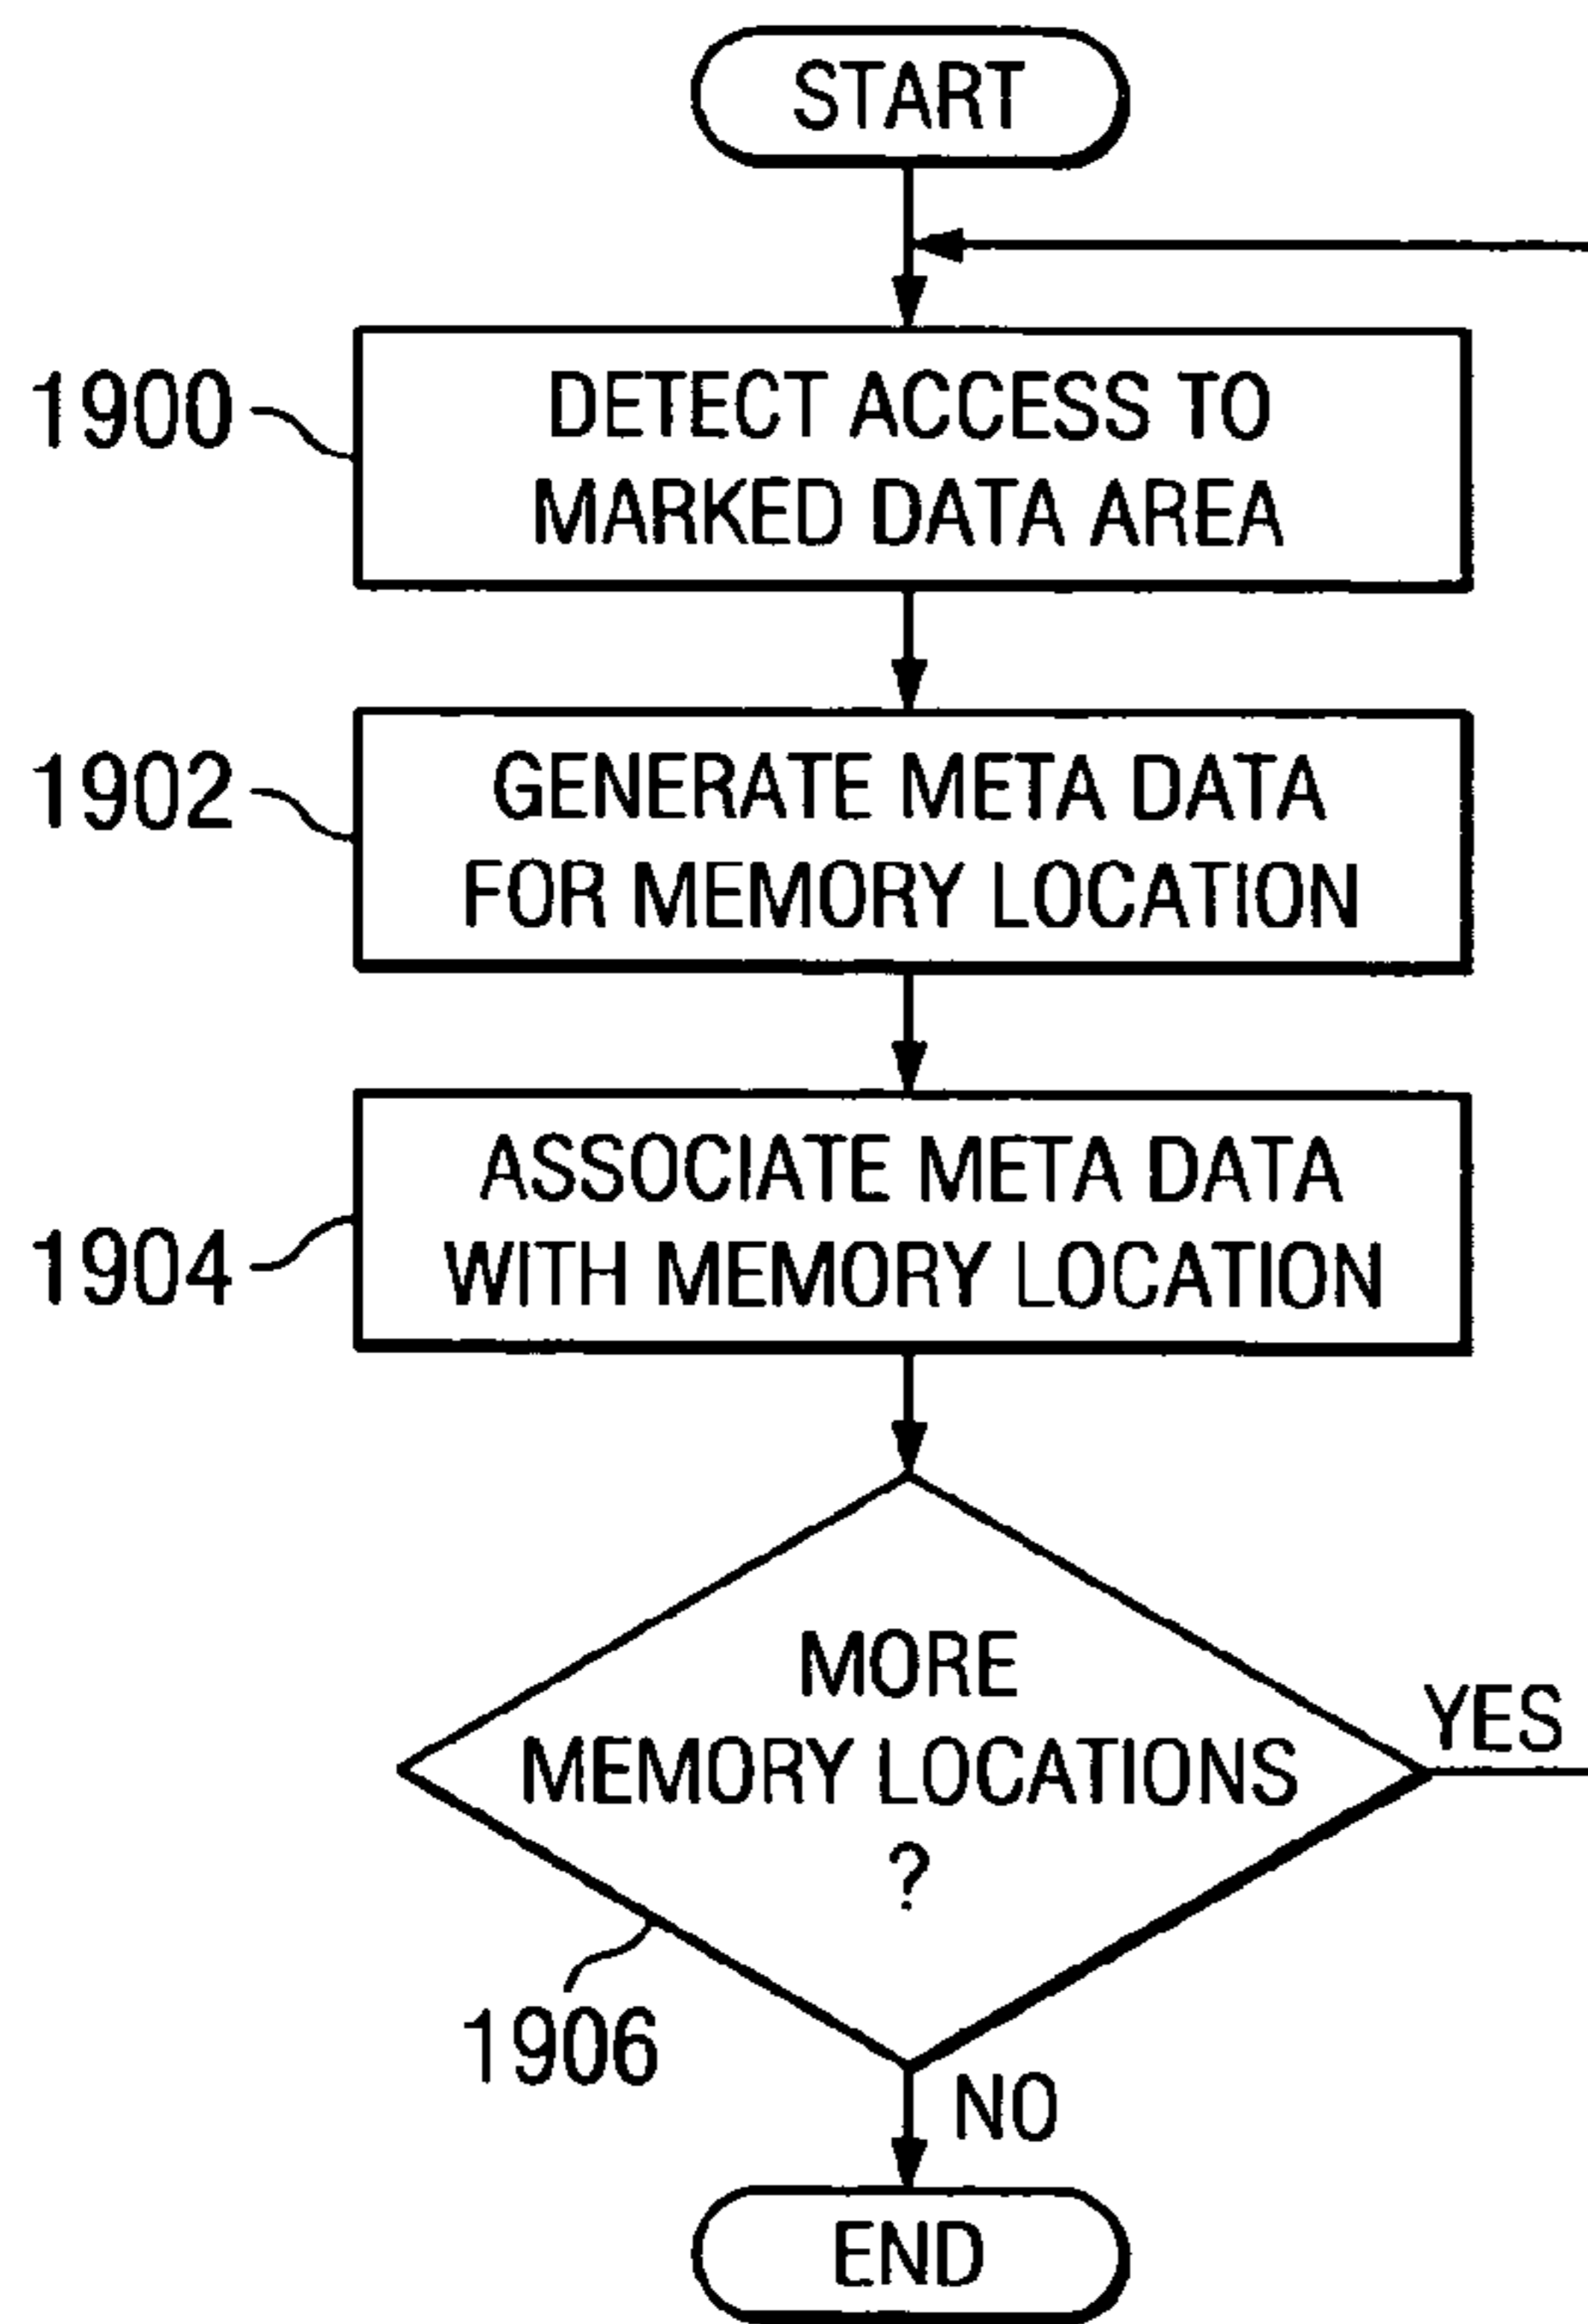 START
1900
DETECT ACCESS TO
MARKED DATA AREA
1902
GENERATE META DATA
FOR MEMORY LOCATION
1904
ASSOCIATE META DATA
WITH MEMORY LOCATION
MORE
MEMORY LOCATIONS
?
YES
1906
NO
END